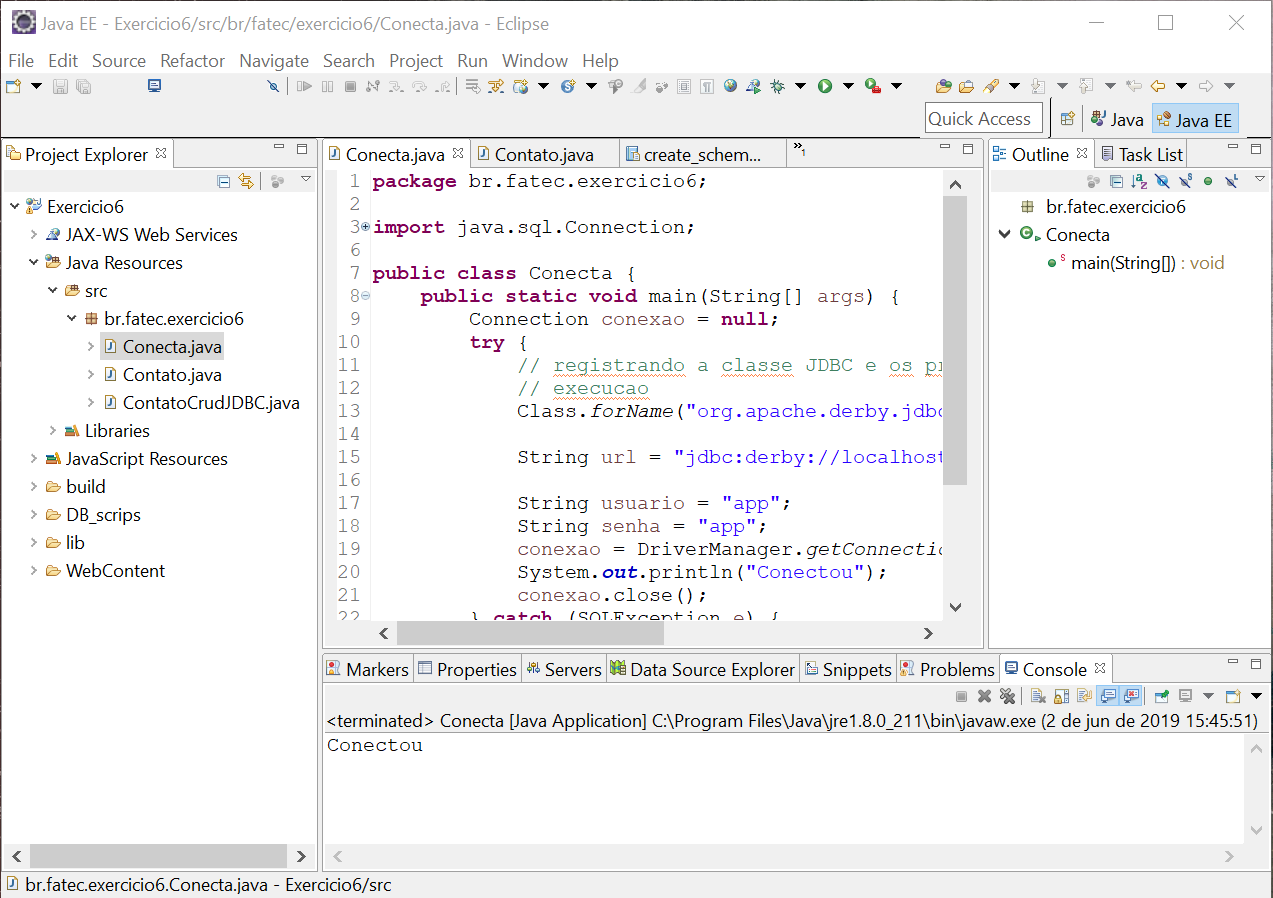 Java EE - Exercicio6/src/br/fatec/exercicio6/Conecta.java - Eclipse
File Edit Source Refactor Navigate Search Project Run Window Help
Quick Access Java Java EE
Project Explorer
Exercicio6
JAX-WS Web Services
Java Resources
src
br.fatec.exercicio6
Conecta.java
Contato.java
ContatoCrudJDBC.java
Libraries
JavaScript Resources
build
DB_scrips
lib
WebContent
Conecta.java Contato.java create_schem... »1
1 package br.fatec.exercicio6;
2
3 import java.sql.Connection;
6
7 public class Conecta {
8 public static void main(String[] args) {
9 Connection conexao = null;
10 try {
11 // registrando a classe JDBC e os
12 // execucao
13 Class.forName("org.apache.derby.jdbc
14
15 String url = "jdbc:derby://localhost
16
17 String usuario = "app";
18 String senha = "app";
19 conexao = DriverManager.getConnectio
20 System.out.println("Conectou");
21 conexao.close();
22 } catch (SQLException e) {
Outline Task List
br.fatec.exercicio6
Conecta
main(String[]) : void
Markers Properties Servers Data Source Explorer Snippets Problems Console
<terminated> Conecta [Java Application] C:\Program Files\Java\jre1.8.0_211\bin\javaw.exe (2 de jun de 2019 15:45:51)
Conectou
br.fatec.exercicio6.Conecta.java - Exercicio6/src